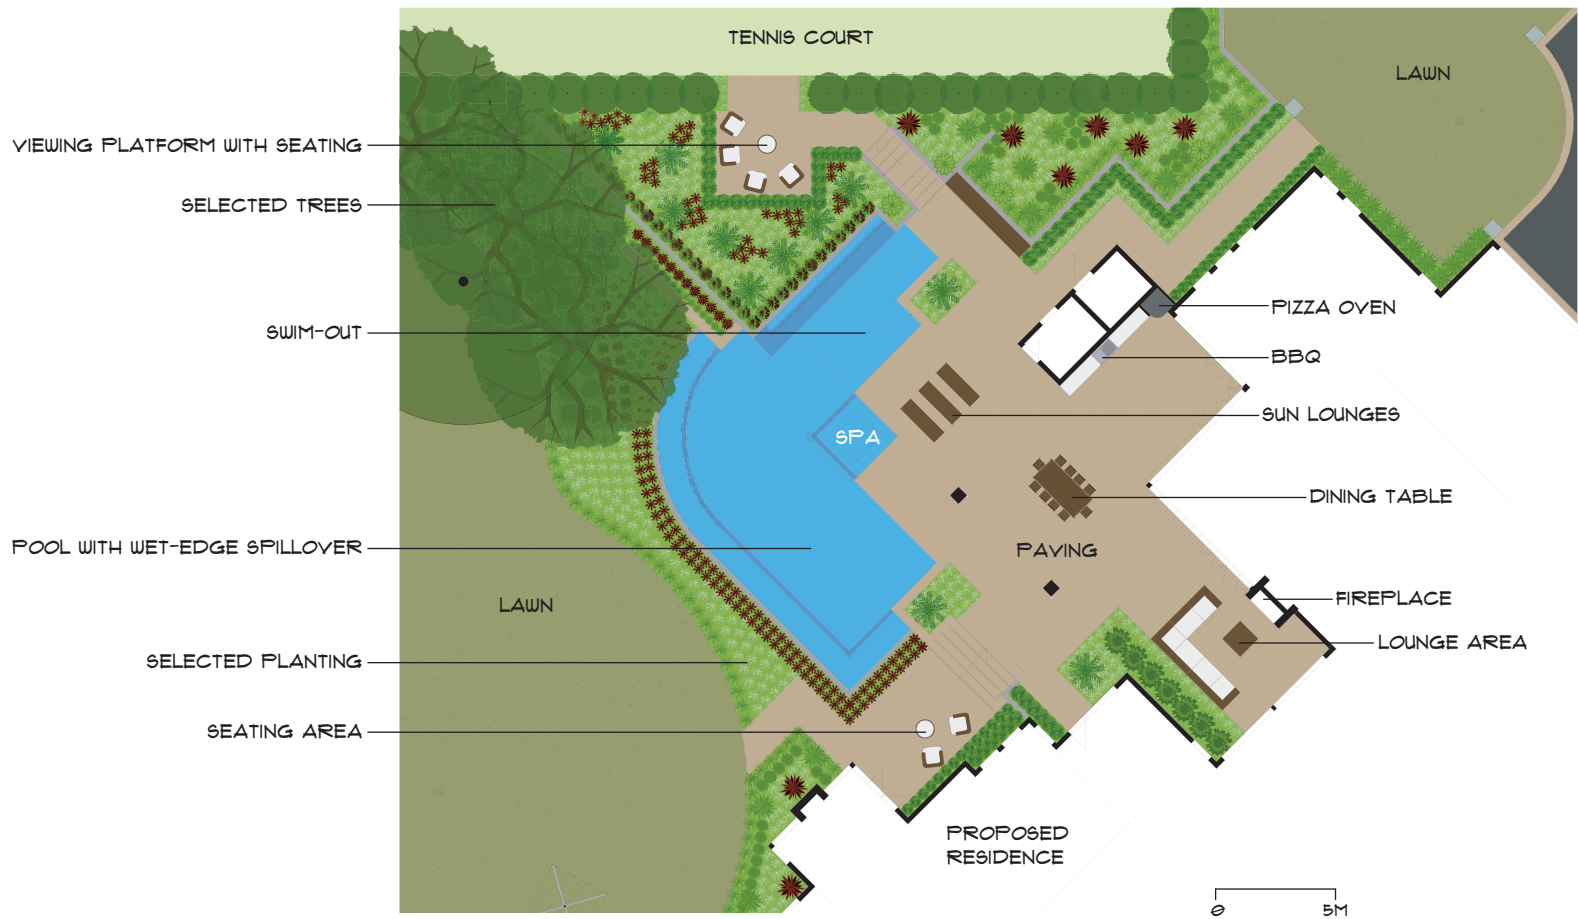 TENNIS COURT
LAWN
VIEWING PLATFORM WITH SEATING
SELECTED TREES
PIZZA OVEN
SWIM-OUT
BBQ
SUN LOUNGES
SPA
DINING TABLE
POOL WITH WET-EDGE SPILLOVER
PAVING
FIREPLACE
LAWN
LOUNGE AREA
SELECTED PLANTING
SEATING AREA
PROPOSED
RESIDENCE
0 5M